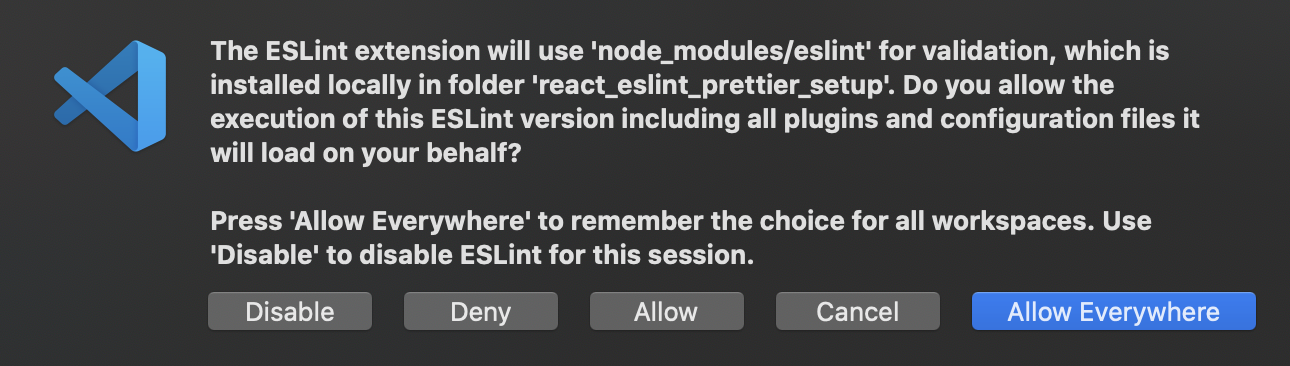 The ESLint extension will use 'node_modules/eslint' for validation, which is
installed locally in folder 'react_eslint_prettier_setup'. Do you allow the
execution of this ESLint version including all plugins and configuration files it
will load on your behalf?
Press 'Allow Everywhere' to remember the choice for all workspaces. Use
'Disable' to disable ESLint for this session.
Disable Deny Allow Cancel Allow Everywhere